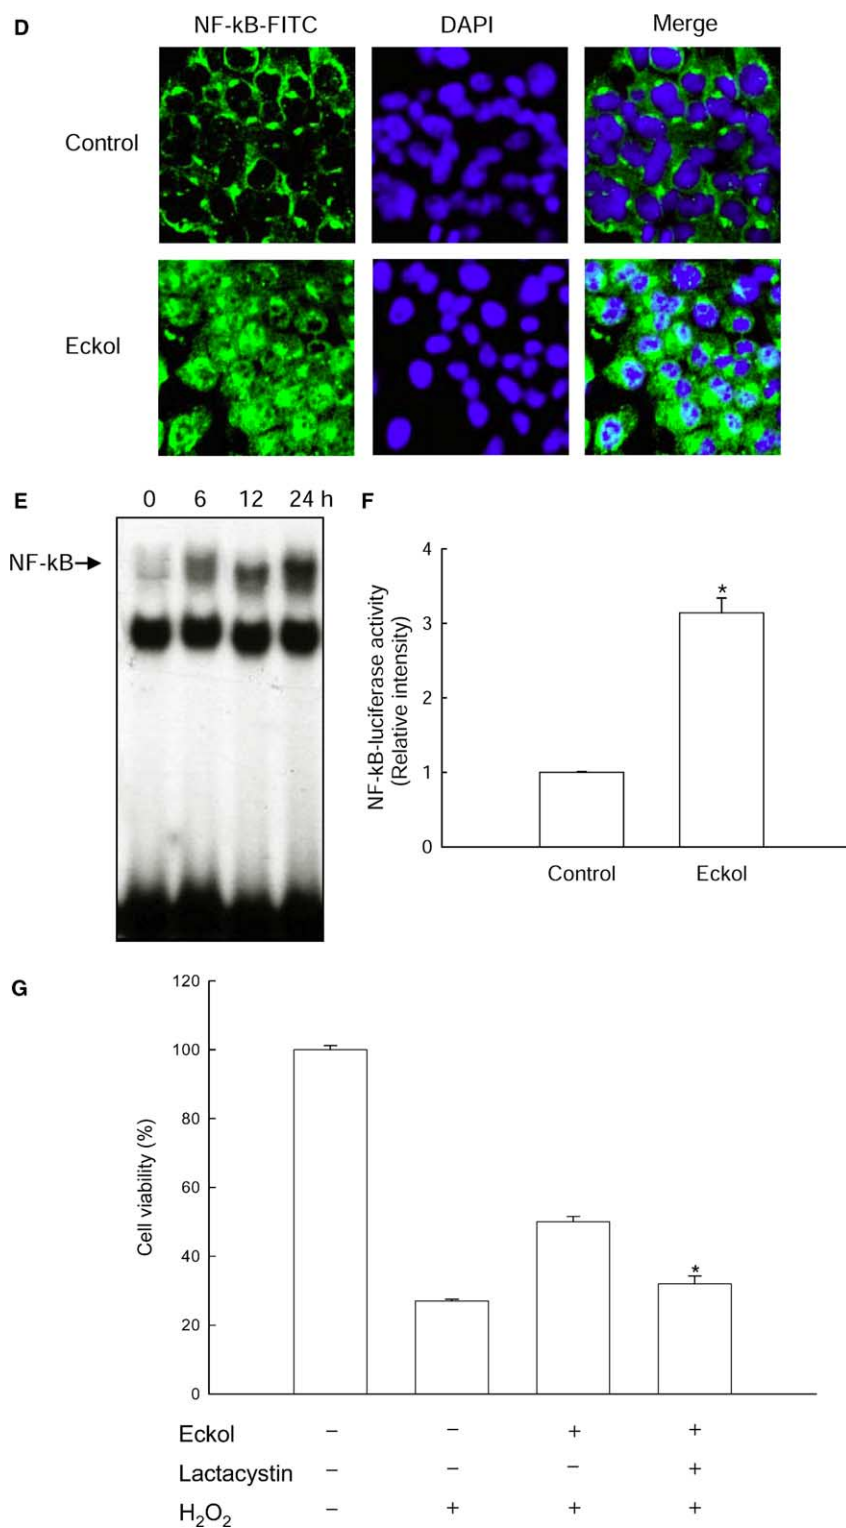 D
NF-kB-FITC DAPI Merge
Control
Eckol
E
0 6 12 24 h
NF-kB
F
4
3
2
1
0
NF-kB-luciferase activity
(Relative intensity)
*
Control Eckol
G
120
100
80
60
40
20
0
Cell viability (%)
*
Eckol – – + +
Lactacystin – – – +
H₂O₂ – + + +